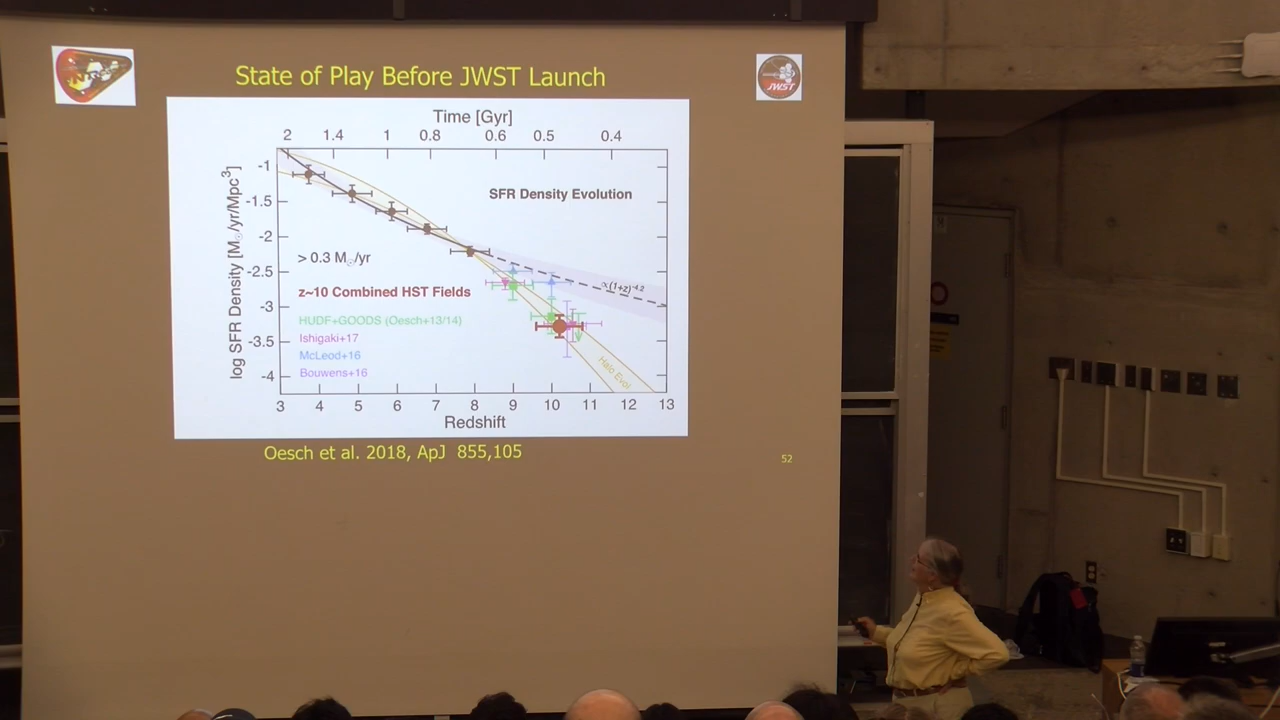 State of Play Before JWST Launch
JWST
Time [Gyr]
2 1.4 1 0.8 0.6 0.5 0.4
log SFR Density [M☉/yr/Mpc³]
-1
-1.5
-2
-2.5
-3
-3.5
-4
SFR Density Evolution
> 0.3 M☉/yr
∝(1+z)^-4.2
z~10 Combined HST Fields
HUDF+GOODS (Oesch+13/14)
Ishigaki+17
McLeod+16
Bouwens+16
Halo Evol.
3 4 5 6 7 8 9 10 11 12 13
Redshift
Oesch et al. 2018, ApJ 855,105
52